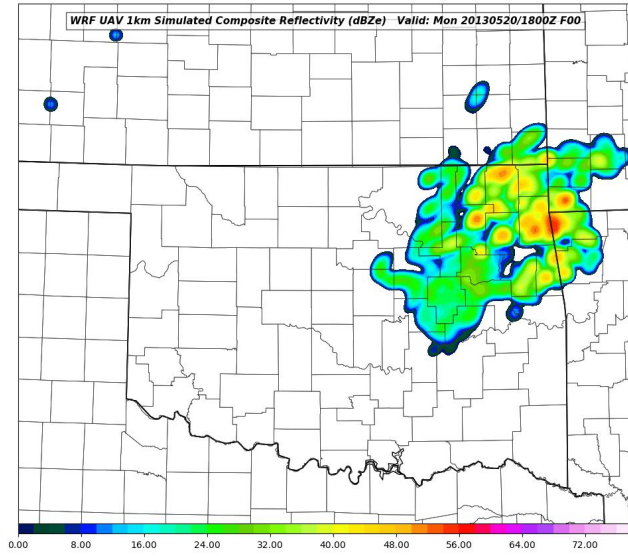 WRF UAV 1km Simulated Composite Reflectivity (dBZe) Valid: Mon 20130520/1800Z F00
0.00 8.00 16.00 24.00 32.00 40.00 48.00 56.00 64.00 72.00